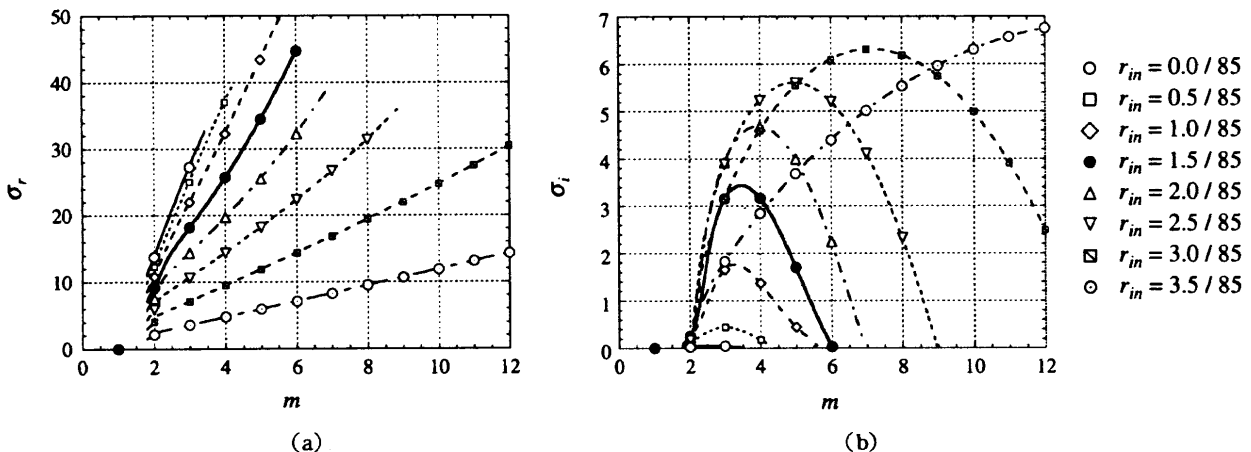 50
40
30
20
10
0
σr
0 2 4 6 8 10 12
m
(a)
7
6
5
4
3
2
1
0
σi
0 2 4 6 8 10 12
m
(b)
rin = 0.0 / 85
rin = 0.5 / 85
rin = 1.0 / 85
rin = 1.5 / 85
rin = 2.0 / 85
rin = 2.5 / 85
rin = 3.0 / 85
rin = 3.5 / 85